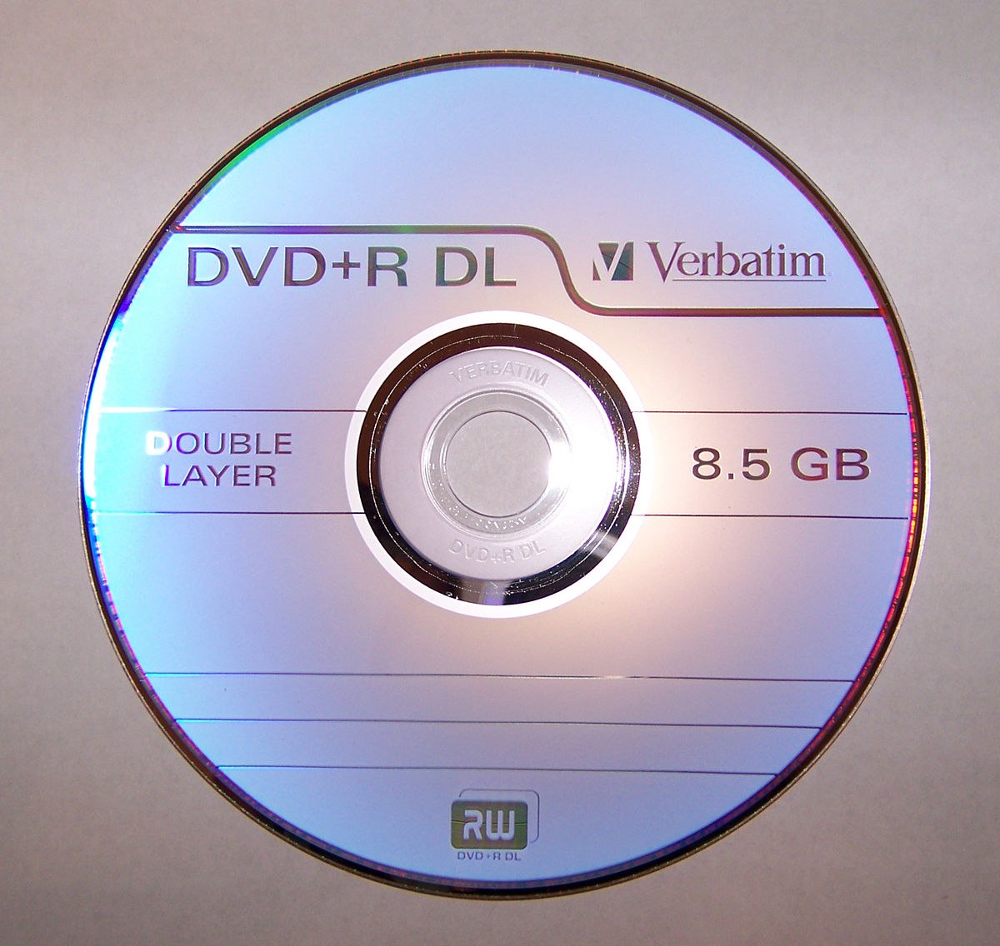 DVD+R DL
Verbatim
VERBATIM
DOUBLE
LAYER
8.5 GB
DVD+R DL
RW
DVD+R DL